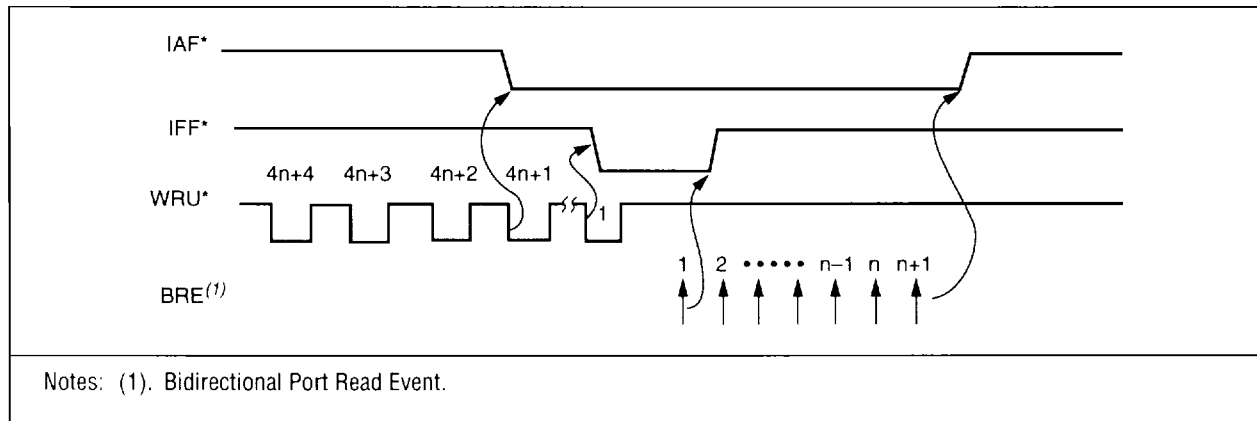 IAF*
IFF*
4n+4 4n+3 4n+2 4n+1
WRU*
1
1 2 ••••• n–1 n n+1
BRE(1)
Notes: (1). Bidirectional Port Read Event.